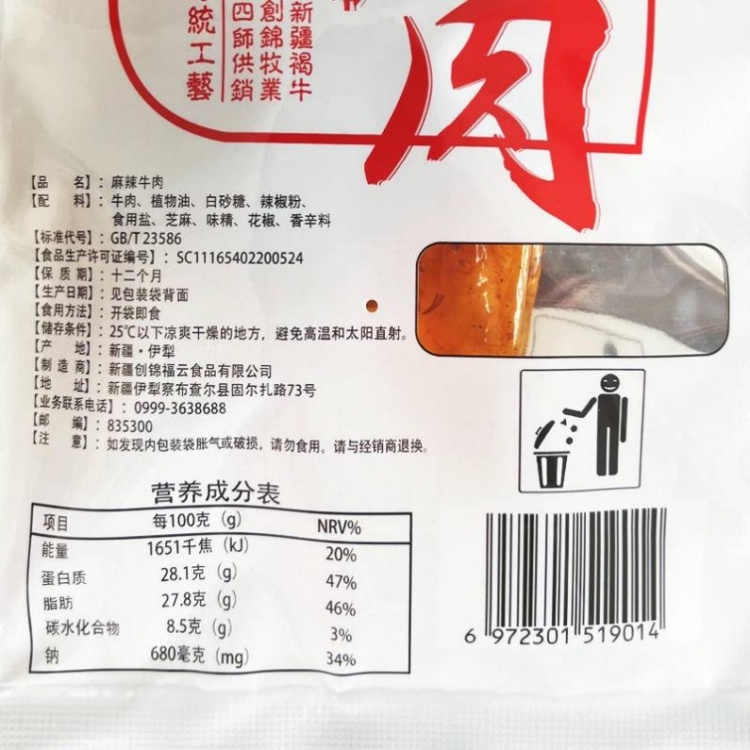 肉
新疆褐牛
創錦牧業
四師供銷
統工藝
【品 名】：麻辣牛肉
【配 料】：牛肉、植物油、白砂糖、辣椒粉、
食用盐、芝麻、味精、花椒、香辛料
【标准代号】：GB/T 23586
【食品生产许可证编号】：SC11165402200524
【保 质 期】：十二个月
【生产日期】：见包装袋背面
【食用方法】：开袋即食
【储存条件】：25℃以下凉爽干燥的地方，避免高温和太阳直射。
【产 地】：新疆·伊犁
【制 造 商】：新疆创锦福云食品有限公司
【地 址】：新疆伊犁察布查尔县固尔扎路73号
【业务联系电话】：0999-3638688
【邮 编】：835300
【注 意】：如发现内包装袋胀气或破损，请勿食用。请与经销商退换。
营养成分表
项目 每100克（g） NRV%
能量 1651千焦（kJ） 20%
蛋白质 28.1克（g） 47%
脂肪 27.8克（g） 46%
碳水化合物 8.5克（g） 3%
钠 680毫克（mg） 34%
6 972301 519014